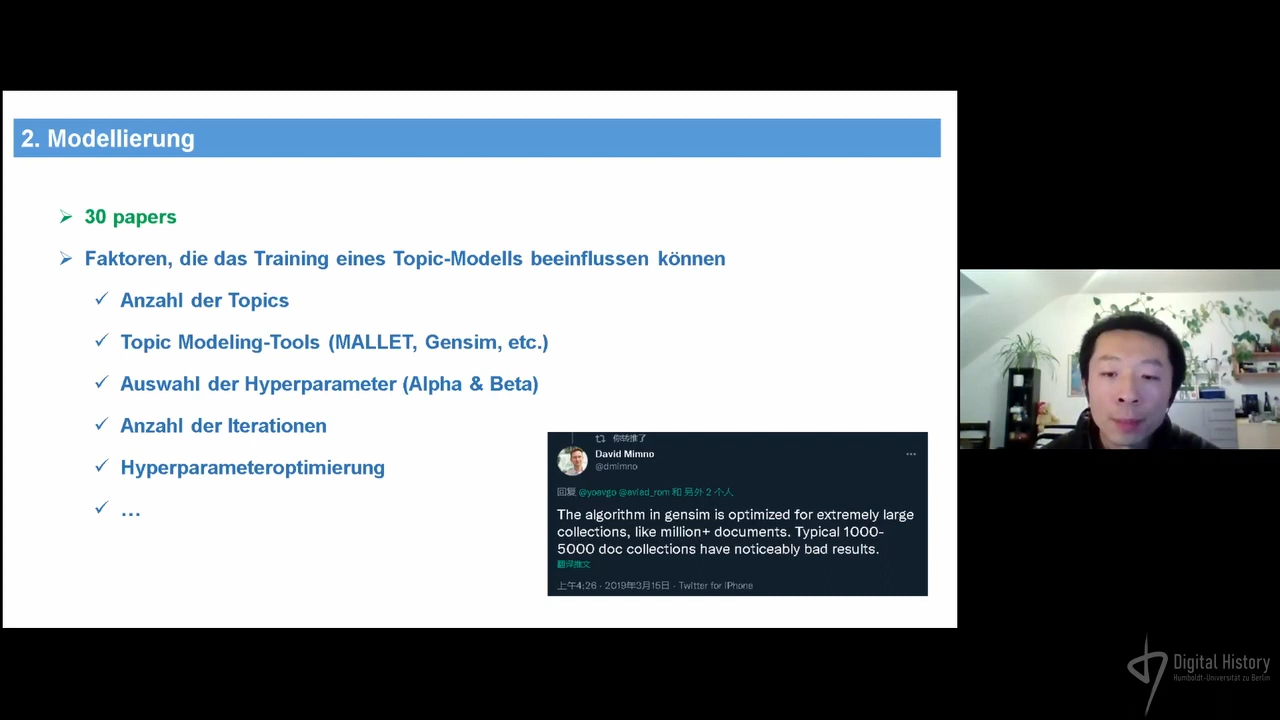 2. Modellierung
➢ 30 papers
➢ Faktoren, die das Training eines Topic-Modells beeinflussen können
✓ Anzahl der Topics
✓ Topic Modeling-Tools (MALLET, Gensim, etc.)
✓ Auswahl der Hyperparameter (Alpha & Beta)
✓ Anzahl der Iterationen
✓ Hyperparameteroptimierung
✓ ...
你转推了
David Mimno
@dmimno
回复 @yoavgo @aviad_rom 和 另外 2 个人
The algorithm in gensim is optimized for extremely large
collections, like million+ documents. Typical 1000-
5000 doc collections have noticeably bad results.
翻译推文
上午4:26 · 2019年3月15日 · Twitter for iPhone
Digital History
Humboldt-Universität zu Berlin